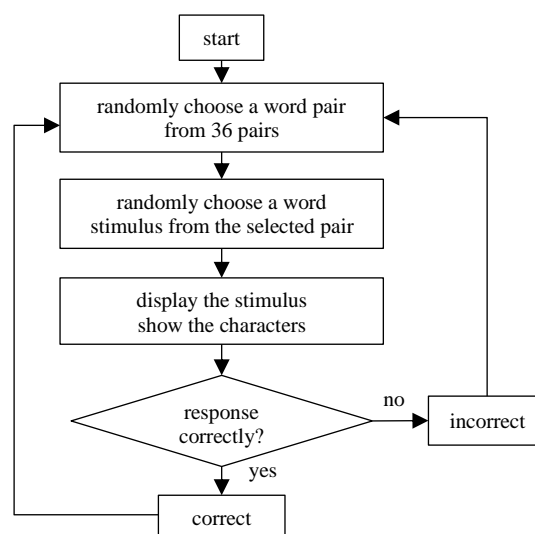 start
randomly choose a word pair
from 36 pairs
randomly choose a word
stimulus from the selected pair
display the stimulus
show the characters
response
correctly?
no
incorrect
yes
correct